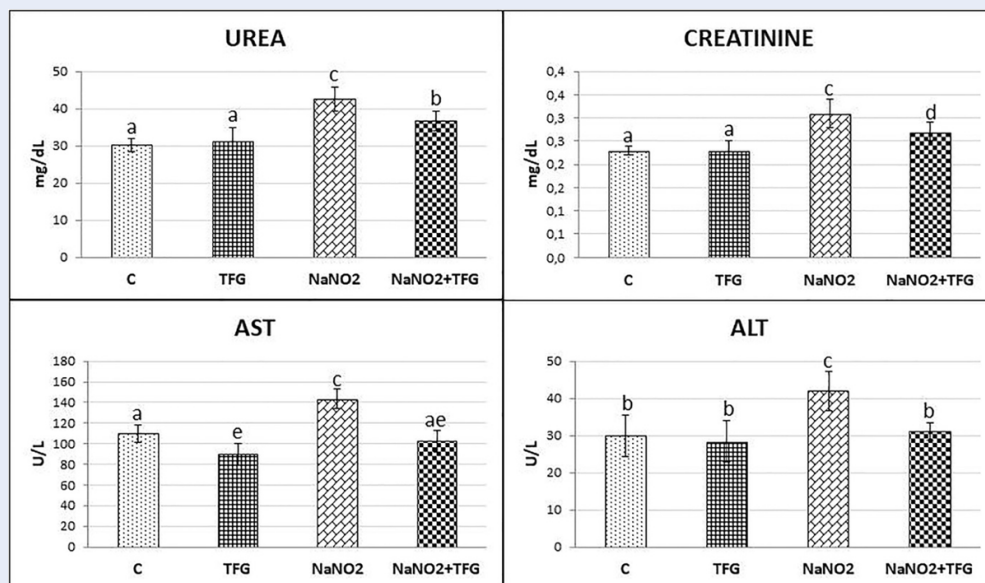 UREA
50
40
30
20
10
0
mg/dL
a
a
c
b
C TFG NaNO2 NaNO2+TFG
CREATININE
0,4
0,4
0,3
0,3
0,2
0,2
0,1
0,1
0,0
mg/dL
a
a
c
d
C TFG NaNO2 NaNO2+TFG
AST
180
160
140
120
100
80
60
40
20
0
U/L
a
e
c
ae
C TFG NaNO2 NaNO2+TFG
ALT
50
40
30
20
10
0
U/L
b
b
c
b
C TFG NaNO2 NaNO2+TFG